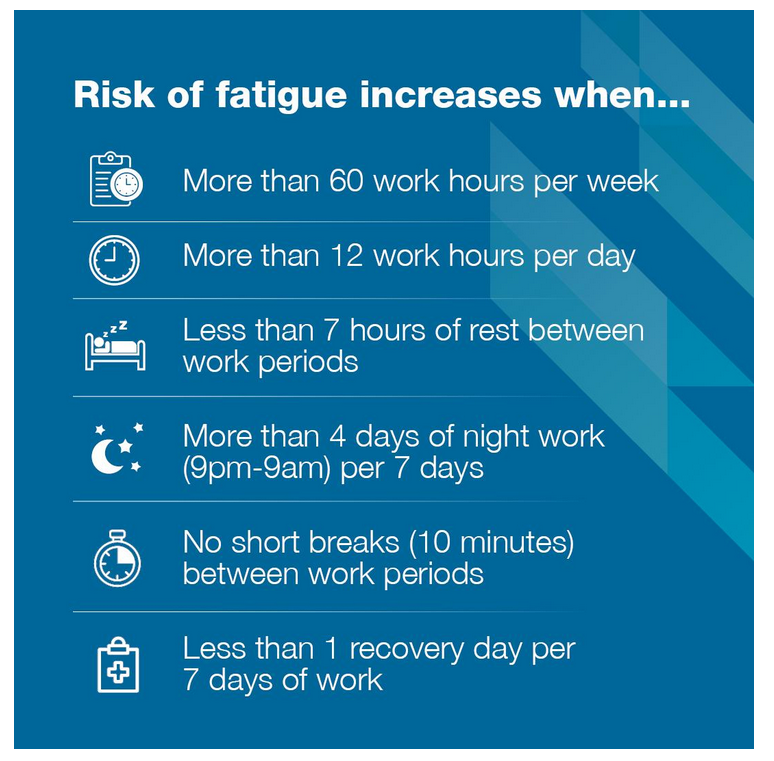 Risk of fatigue increases when...
More than 60 work hours per week
More than 12 work hours per day
zzZ
Less than 7 hours of rest between
work periods
More than 4 days of night work
(9pm-9am) per 7 days
No short breaks (10 minutes)
between work periods
Less than 1 recovery day per
7 days of work